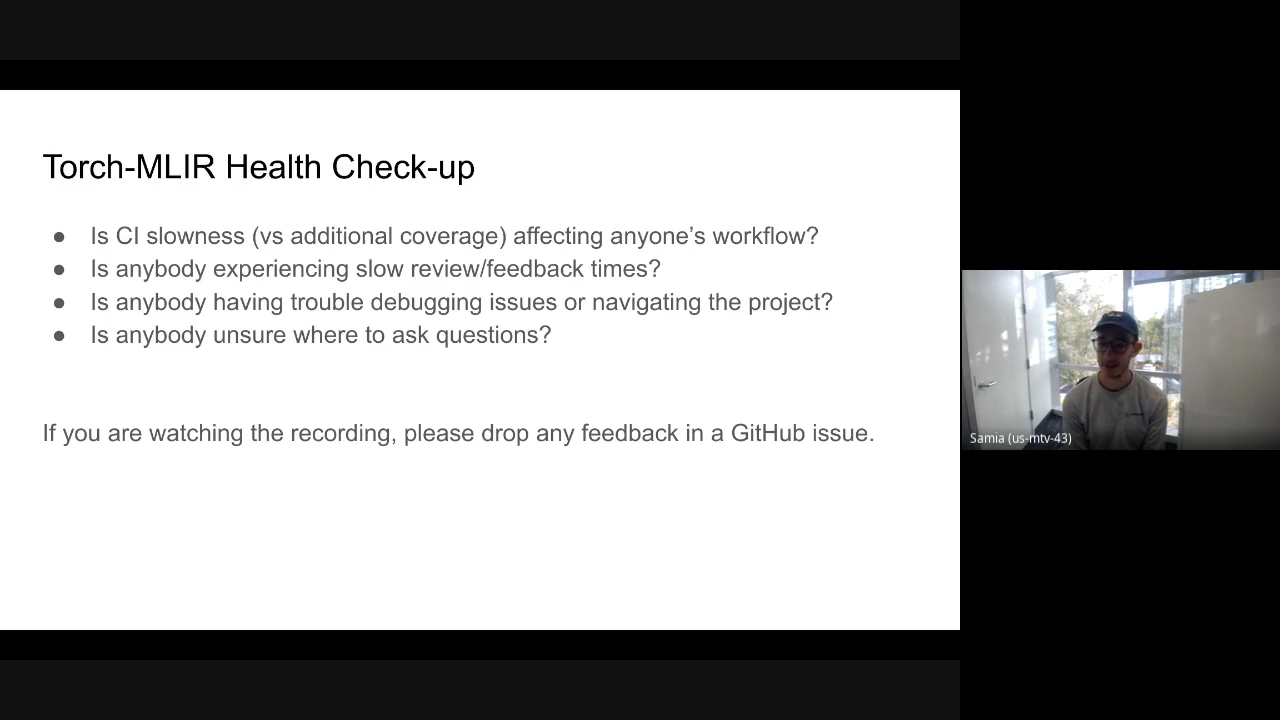 Torch-MLIR Health Check-up
● Is CI slowness (vs additional coverage) affecting anyone’s workflow?
● Is anybody experiencing slow review/feedback times?
● Is anybody having trouble debugging issues or navigating the project?
● Is anybody unsure where to ask questions?
If you are watching the recording, please drop any feedback in a GitHub issue.
Samia (us-mtv-43)